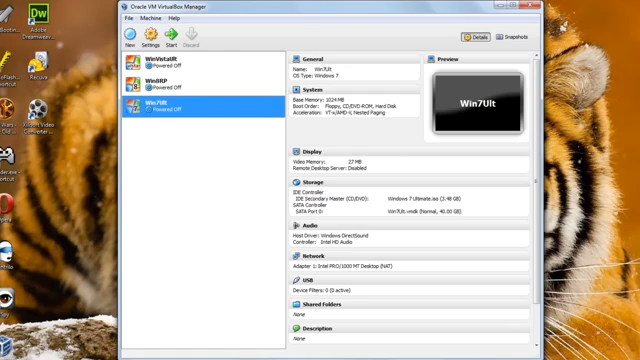 Oracle VM VirtualBox Manager
File Machine Help
New Settings Start Discard
Details Snapshots
WinVistaUlt
Powered Off
Win8RP
Powered Off
Win7Ult
Powered Off
General
Name: Win7Ult
OS Type: Windows 7
Preview
Win7Ult
System
Base Memory: 1024 MB
Boot Order: Floppy, CD/DVD-ROM, Hard Disk
Acceleration: VT-x/AMD-V, Nested Paging
Display
Video Memory: 27 MB
Remote Desktop Server: Disabled
Storage
IDE Controller
IDE Secondary Master (CD/DVD): Windows 7 Ultimate.iso (3.48 GB)
SATA Controller
SATA Port 0: Win7Ult.vmdk (Normal, 40.00 GB)
Audio
Host Driver: Windows DirectSound
Controller: Intel HD Audio
Network
Adapter 1: Intel PRO/1000 MT Desktop (NAT)
USB
Device Filters: 0 (0 active)
Shared Folders
None
Description
None
Adobe
Dreamweav...
Recuva
Xilisoft Video
Converter ...